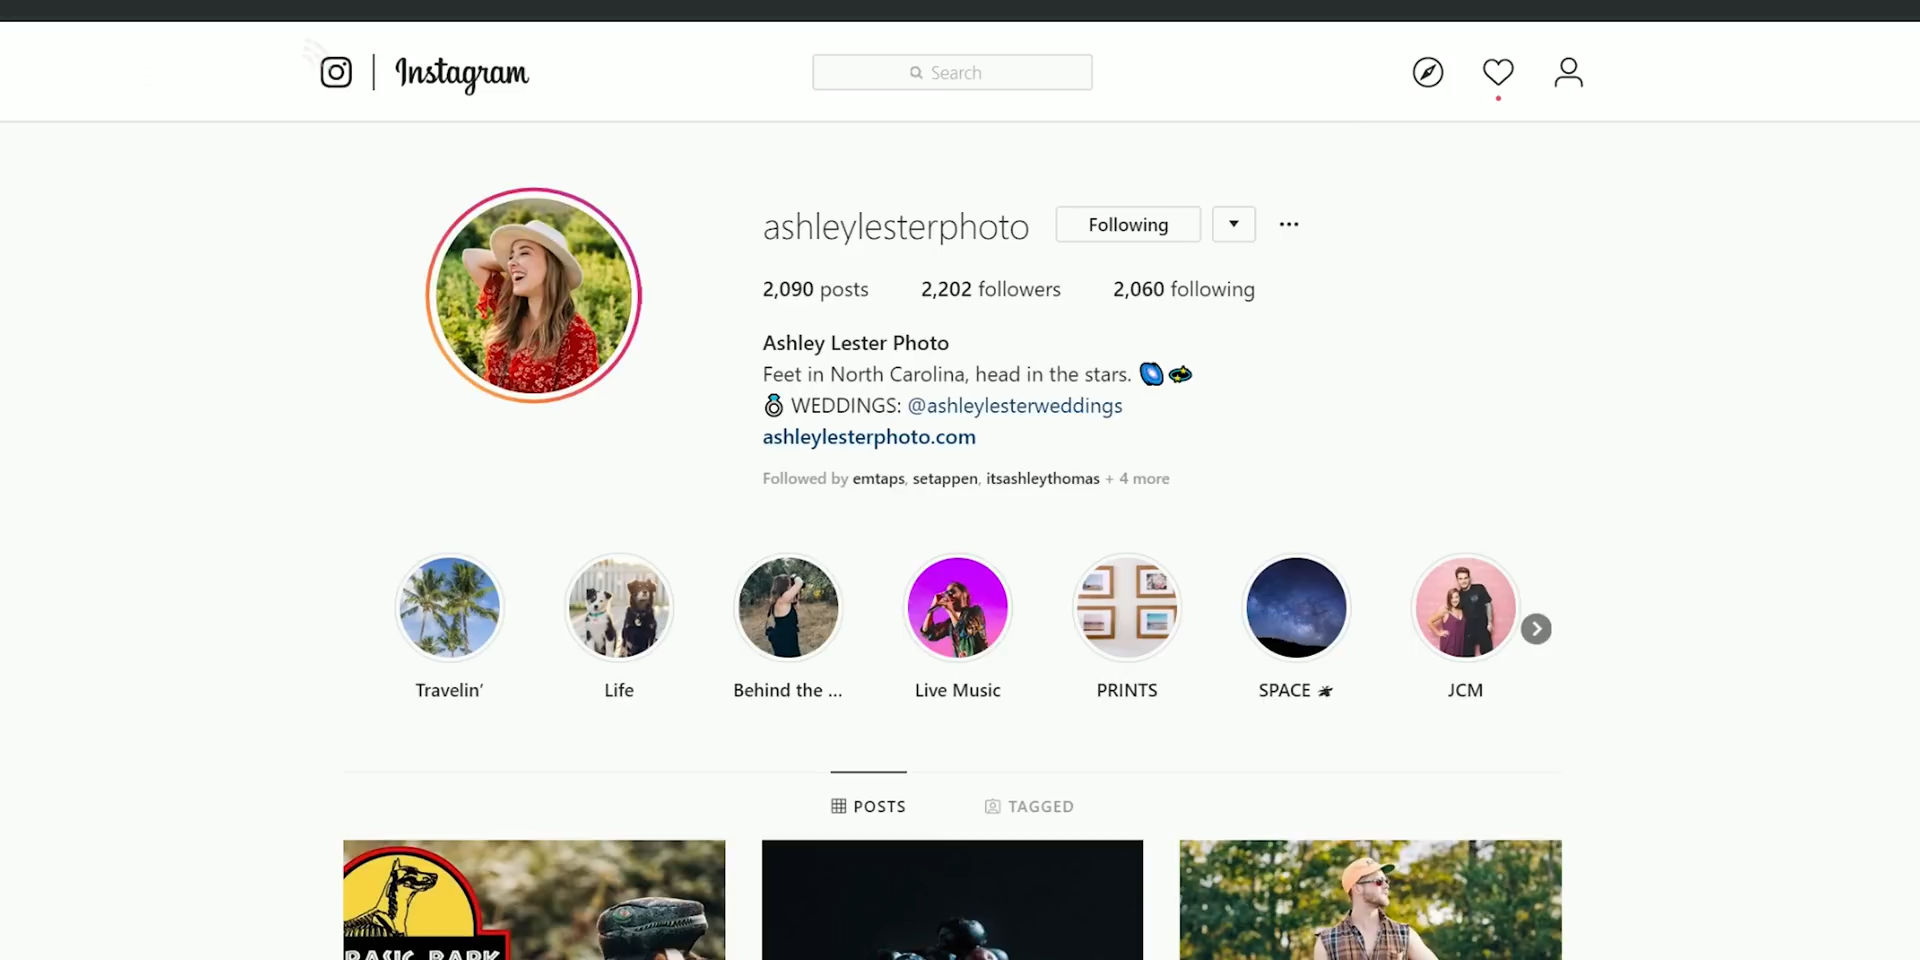 Instagram
Search
ashleylesterphoto
Following
2,090 posts
2,202 followers
2,060 following
Ashley Lester Photo
Feet in North Carolina, head in the stars.
WEDDINGS: @ashleylesterweddings
ashleylesterphoto.com
Followed by emtaps, setappen, itsashleythomas + 4 more
Travelin’
Life
Behind the ...
Live Music
PRINTS
SPACE
JCM
POSTS
TAGGED